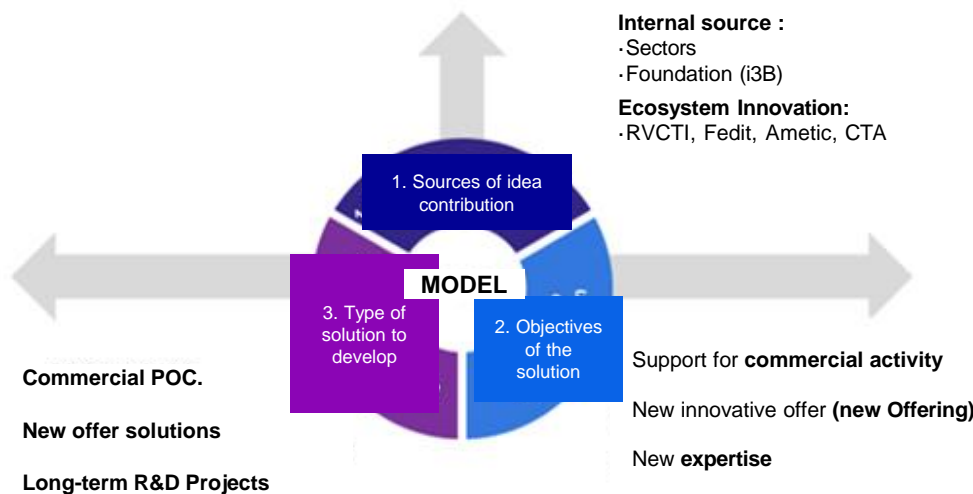 Internal source :
·Sectors
·Foundation (i3B)
Ecosystem Innovation:
·RVCTI, Fedit, Ametic, CTA
1. Sources of idea
contribution
MODEL
3. Type of
solution to
develop
2. Objectives
of the
solution
Support for commercial activity
New innovative offer (new Offering)
New expertise
Commercial POC.
New offer solutions
Long-term R&D Projects